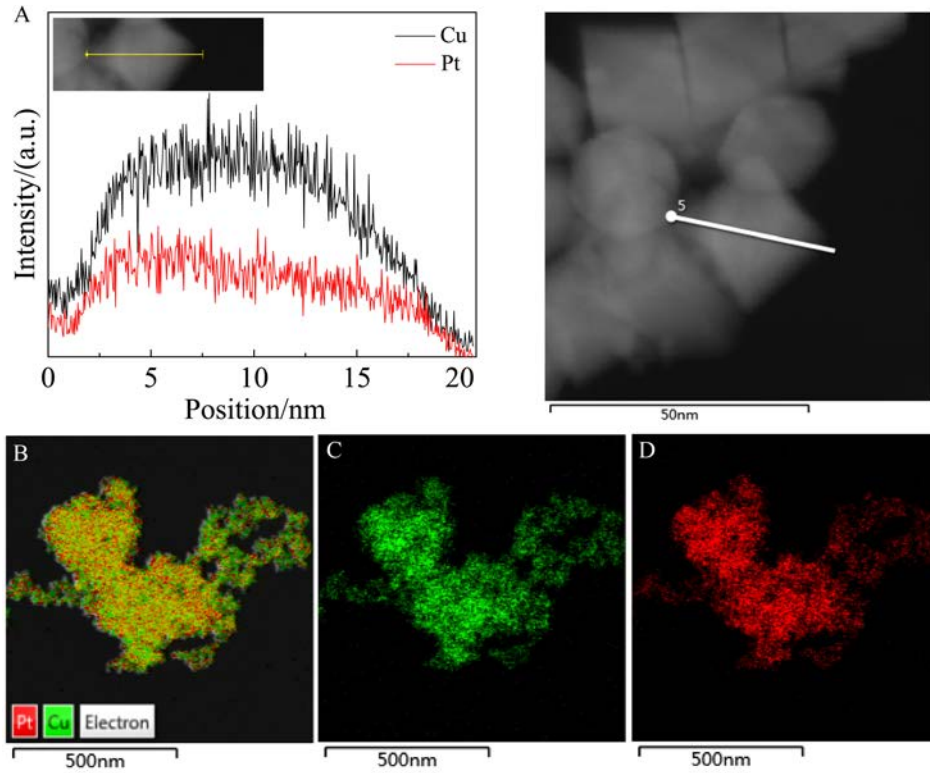 A
Cu
Pt
Intensity/(a.u.)
0 5 10 15 20
Position/nm
5
50nm
B
C
D
Pt Cu Electron
500nm
500nm
500nm